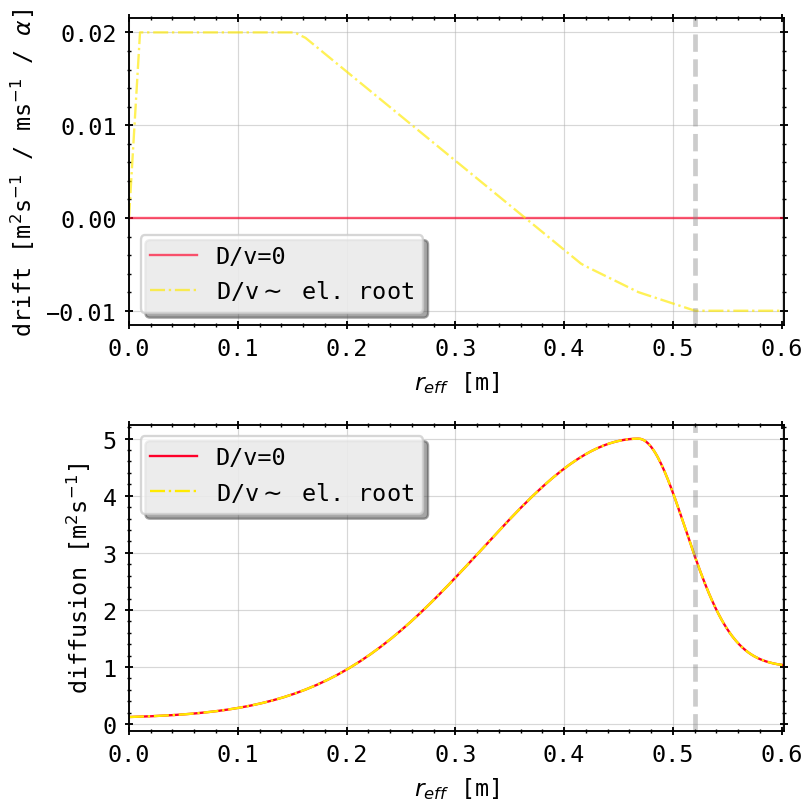 drift [m²s⁻¹ / ms⁻¹ / α]
0.02
0.01
0.00
−0.01
D/v=0
D/v∼ el. root
0.0 0.1 0.2 0.3 0.4 0.5 0.6
r_eff [m]
diffusion [m²s⁻¹]
5
4
3
2
1
0
D/v=0
D/v∼ el. root
0.0 0.1 0.2 0.3 0.4 0.5 0.6
r_eff [m]